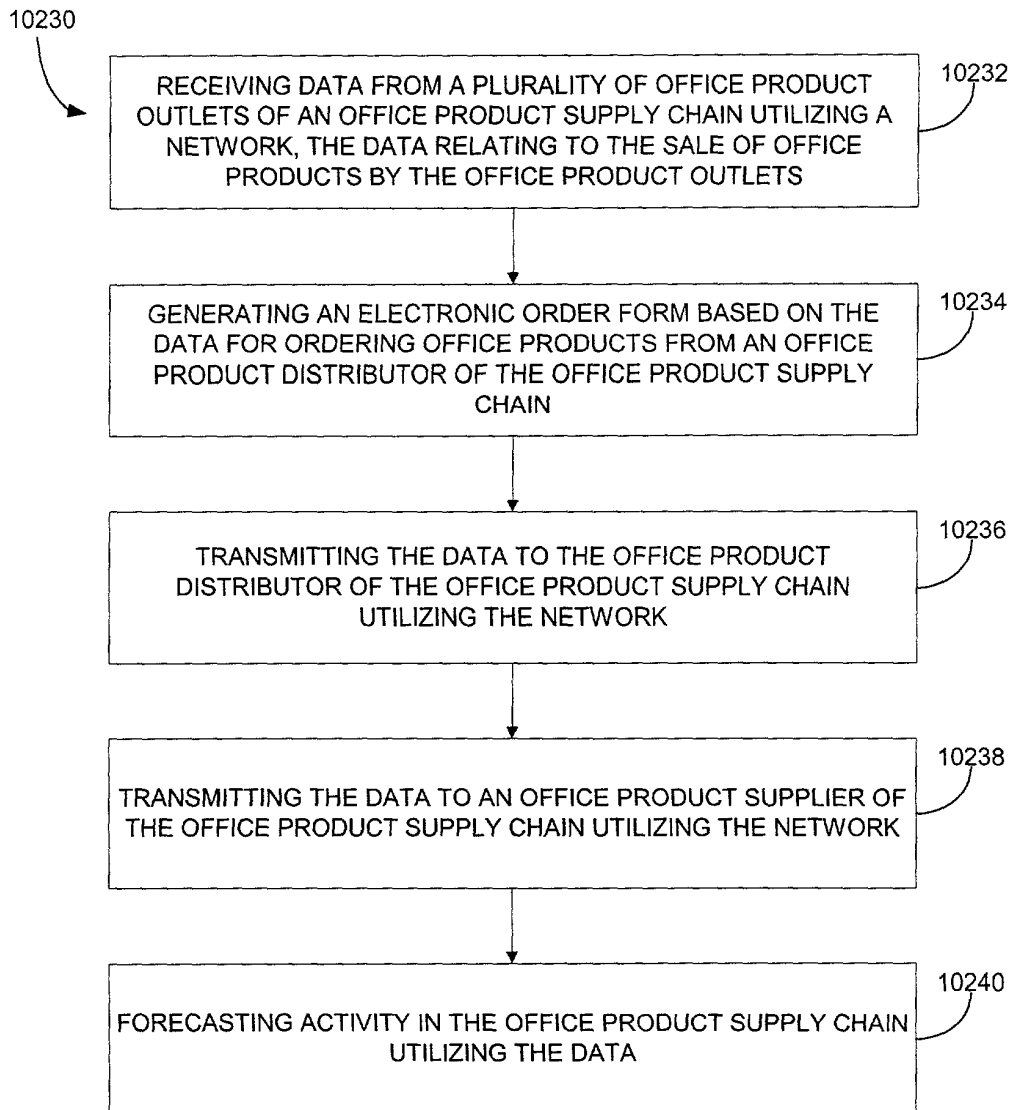 10230
RECEIVING DATA FROM A PLURALITY OF OFFICE PRODUCT
OUTLETS OF AN OFFICE PRODUCT SUPPLY CHAIN UTILIZING A
NETWORK, THE DATA RELATING TO THE SALE OF OFFICE
PRODUCTS BY THE OFFICE PRODUCT OUTLETS
10232
GENERATING AN ELECTRONIC ORDER FORM BASED ON THE
DATA FOR ORDERING OFFICE PRODUCTS FROM AN OFFICE
PRODUCT DISTRIBUTOR OF THE OFFICE PRODUCT SUPPLY
CHAIN
10234
TRANSMITTING THE DATA TO THE OFFICE PRODUCT
DISTRIBUTOR OF THE OFFICE PRODUCT SUPPLY CHAIN
UTILIZING THE NETWORK
10236
TRANSMITTING THE DATA TO AN OFFICE PRODUCT SUPPLIER OF
THE OFFICE PRODUCT SUPPLY CHAIN UTILIZING THE NETWORK
10238
FORECASTING ACTIVITY IN THE OFFICE PRODUCT SUPPLY CHAIN
UTILIZING THE DATA
10240